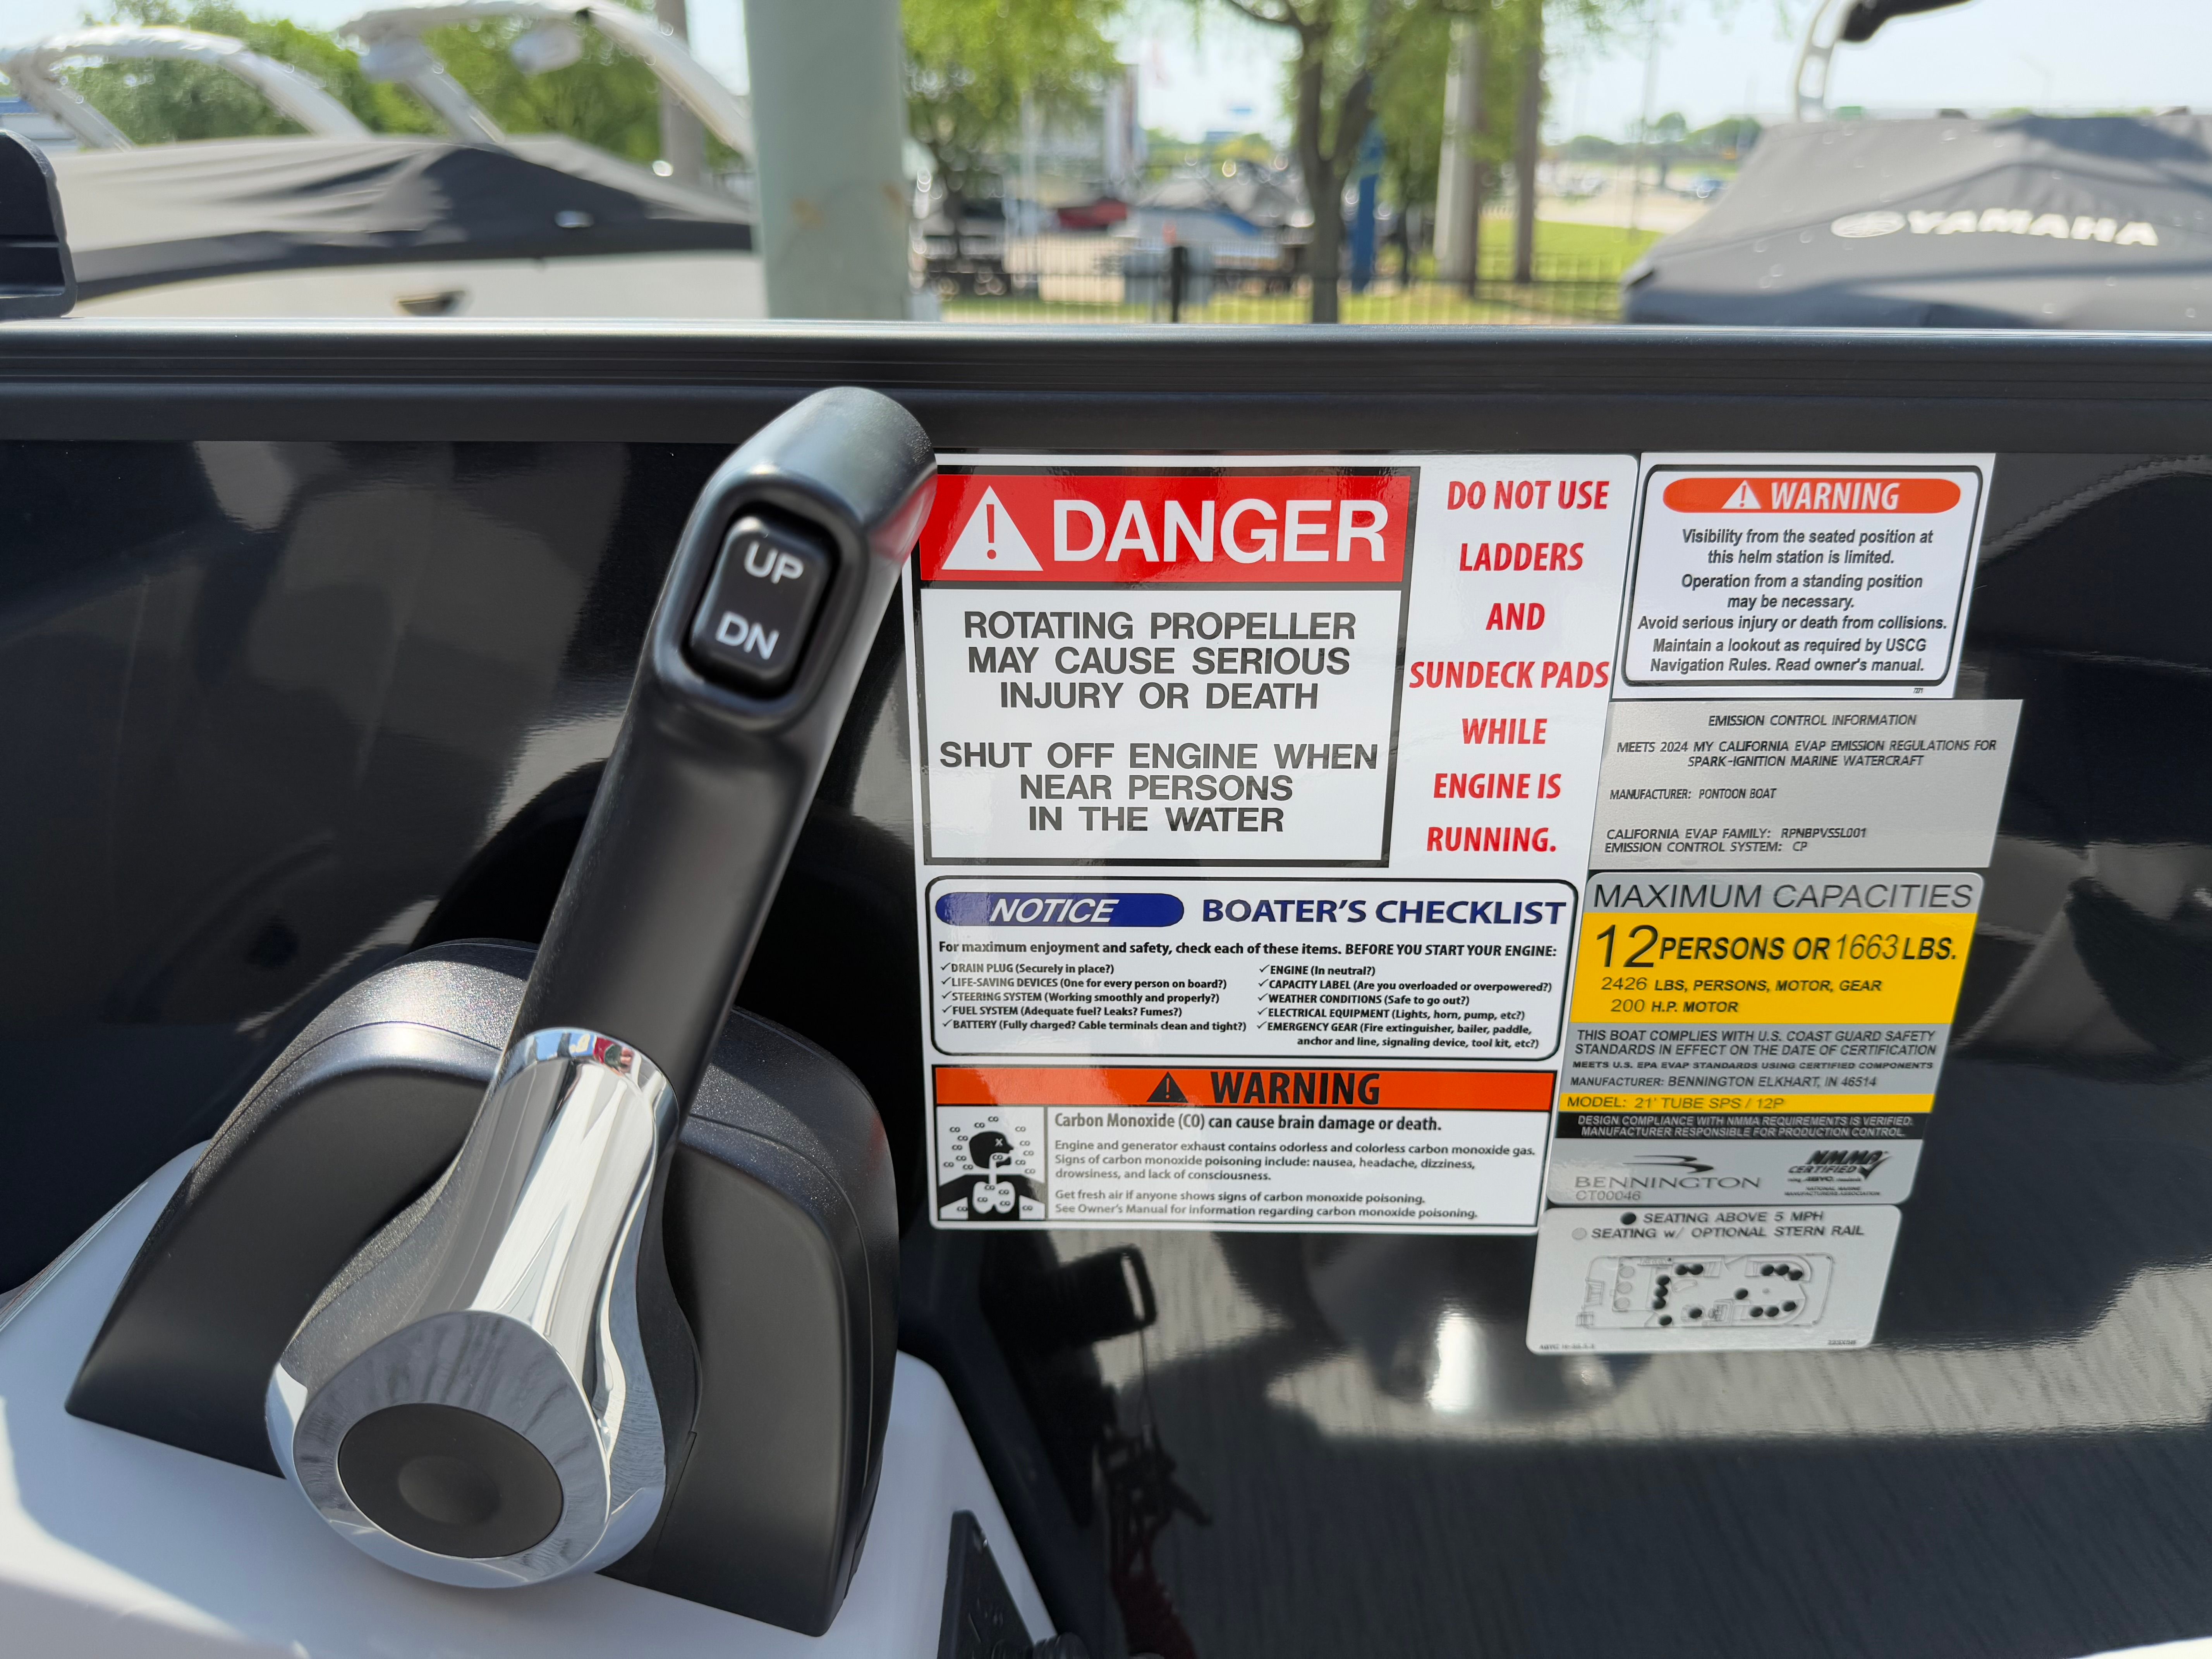 YAMAHA
UP
DN
DANGER
ROTATING PROPELLER
MAY CAUSE SERIOUS
INJURY OR DEATH
SHUT OFF ENGINE WHEN
NEAR PERSONS
IN THE WATER
DO NOT USE
LADDERS
AND
SUNDECK PADS
WHILE
ENGINE IS
RUNNING.
NOTICE BOATER'S CHECKLIST
For maximum enjoyment and safety, check each of these items. BEFORE YOU START YOUR ENGINE:
✓DRAIN PLUG (Securely in place?)
✓LIFE-SAVING DEVICES (One for every person on board?)
✓STEERING SYSTEM (Working smoothly and properly?)
✓FUEL SYSTEM (Adequate fuel? Leaks? Fumes?)
✓BATTERY (Fully charged? Cable terminals clean and tight?)
✓ENGINE (In neutral?)
✓CAPACITY LABEL (Are you overloaded or overpowered?)
✓WEATHER CONDITIONS (Safe to go out?)
✓ELECTRICAL EQUIPMENT (Lights, horn, pump, etc?)
✓EMERGENCY GEAR (Fire extinguisher, bailer, paddle,
anchor and line, signaling device, tool kit, etc?)
WARNING
Carbon Monoxide (CO) can cause brain damage or death.
Engine and generator exhaust contains odorless and colorless carbon monoxide gas.
Signs of carbon monoxide poisoning include: nausea, headache, dizziness,
drowsiness, and lack of consciousness.
Get fresh air if anyone shows signs of carbon monoxide poisoning.
See Owner's Manual for information regarding carbon monoxide poisoning.
WARNING
Visibility from the seated position at
this helm station is limited.
Operation from a standing position
may be necessary.
Avoid serious injury or death from collisions.
Maintain a lookout as required by USCG
Navigation Rules. Read owner's manual.
EMISSION CONTROL INFORMATION
MEETS 2024 MY CALIFORNIA EVAP EMISSION REGULATIONS FOR
SPARK-IGNITION MARINE WATERCRAFT
MANUFACTURER: PONTOON BOAT
CALIFORNIA EVAP FAMILY: RPNBPVSSL001
EMISSION CONTROL SYSTEM: CP
MAXIMUM CAPACITIES
12 PERSONS OR 1663 LBS.
2426 LBS, PERSONS, MOTOR, GEAR
200 H.P. MOTOR
THIS BOAT COMPLIES WITH U.S. COAST GUARD SAFETY
STANDARDS IN EFFECT ON THE DATE OF CERTIFICATION
MEETS U.S. EPA EVAP STANDARDS USING CERTIFIED COMPONENTS
MANUFACTURER: BENNINGTON ELKHART, IN 46514
MODEL: 21' TUBE SPS / 12P
DESIGN COMPLIANCE WITH NMMA REQUIREMENTS IS VERIFIED.
MANUFACTURER RESPONSIBLE FOR PRODUCTION CONTROL.
BENNINGTON
CT00046
NMMA
CERTIFIED
NATIONAL MARINE
MANUFACTURERS ASSOCIATION
SEATING ABOVE 5 MPH
SEATING w/ OPTIONAL STERN RAIL